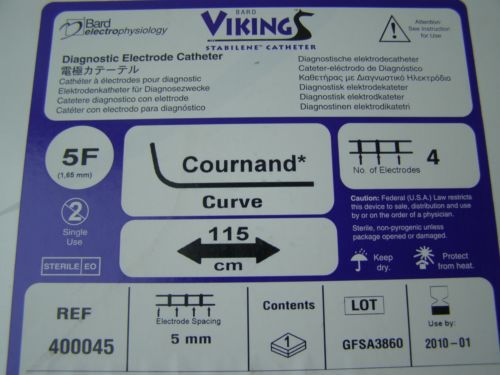 Bard
electrophysiology
BARD
VIKING S
STABILENE™ CATHETER
Attention:
See Instruction
for Use
Diagnostic Electrode Catheter
電極カテーテル
Cathéter à électrodes pour diagnostic
Elektrodenkatheter für Diagnosezwecke
Catetere diagnostico con elettrode
Catéter con electrodo para diagnóstico
Diagnostische elektrodecatheter
Cateter-eléctrodo de Diagnóstico
Καθετήρας με Διαγνωστικό Ηλεκτρόδιο
Diagnostisk elektrodekateter
Diagnostisk elektrodkateter
Diagnostinen elektrodikatetri
5F
(1,65 mm)
Cournand*
Curve
4
No. of Electrodes
2
Single
Use
STERILE EO
115
cm
Caution: Federal (U.S.A.) Law restricts
this device to sale, distribution and use
by or on the order of a physician.
Sterile, non-pyrogenic unless
package opened or damaged.
Keep
dry.
Protect
from heat.
REF
400045
Electrode Spacing
5 mm
Contents
1
LOT
GFSA3860
Use by:
2010-01